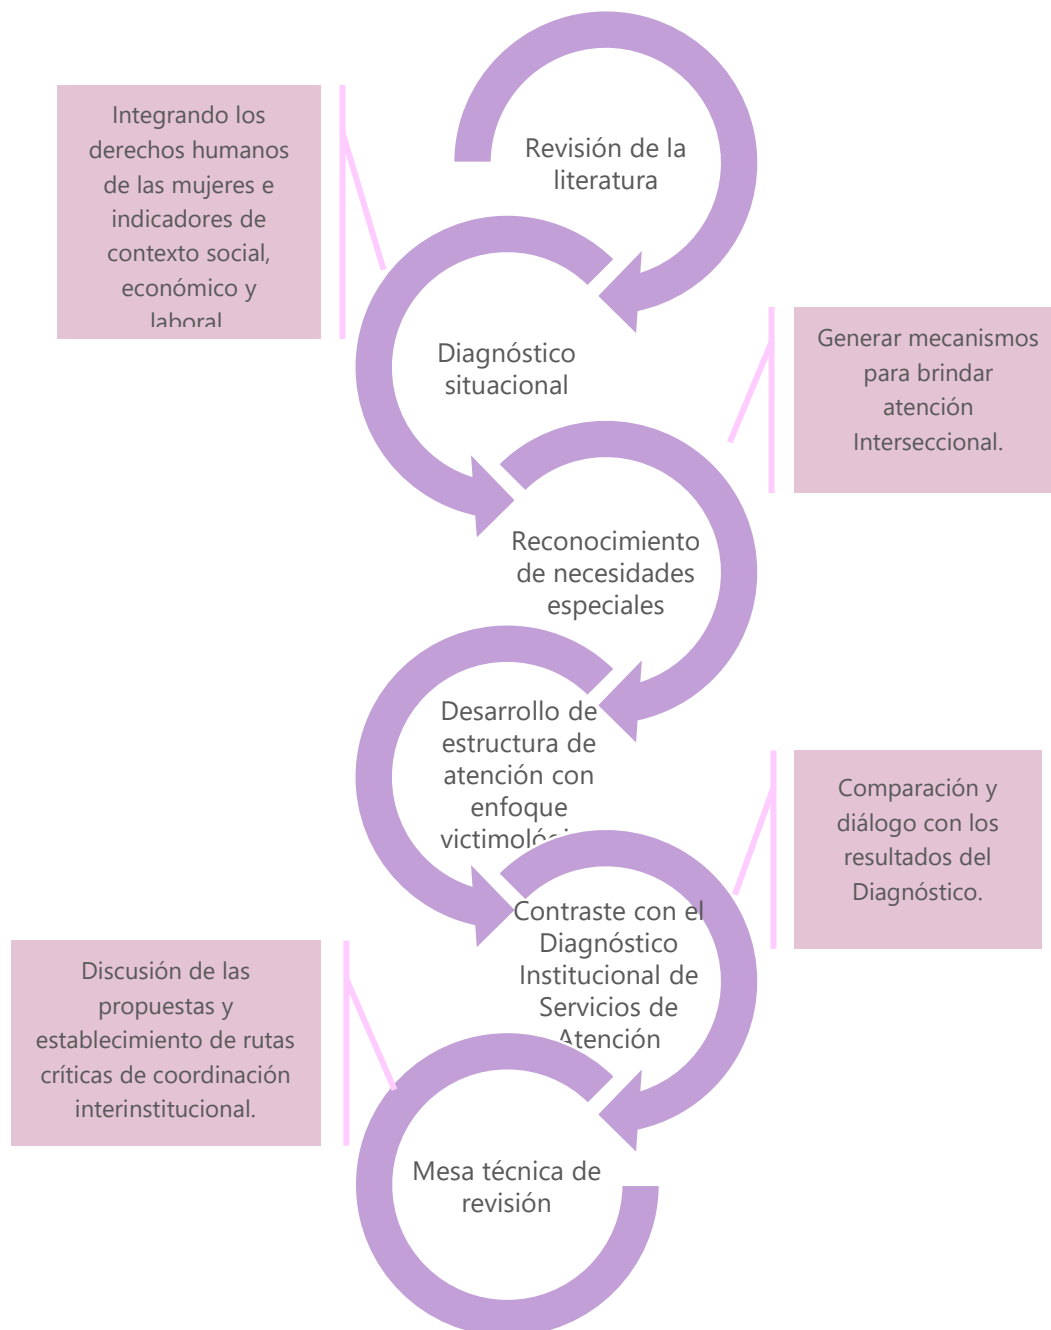 Revisión de la
literatura
Integrando los
derechos humanos
de las mujeres e
indicadores de
contexto social,
económico y
laboral
Diagnóstico
situacional
Generar mecanismos
para brindar
atención
Interseccional.
Reconocimiento
de necesidades
especiales
Desarrollo de
estructura de
atención con
enfoque
Comparación y
diálogo con los
resultados del
Diagnóstico.
Contraste con el
Diagnóstico
Institucional de
Servicios de
Atención
Discusión de las
propuestas y
establecimiento de rutas
críticas de coordinación
interinstitucional.
Mesa técnica de
revisión